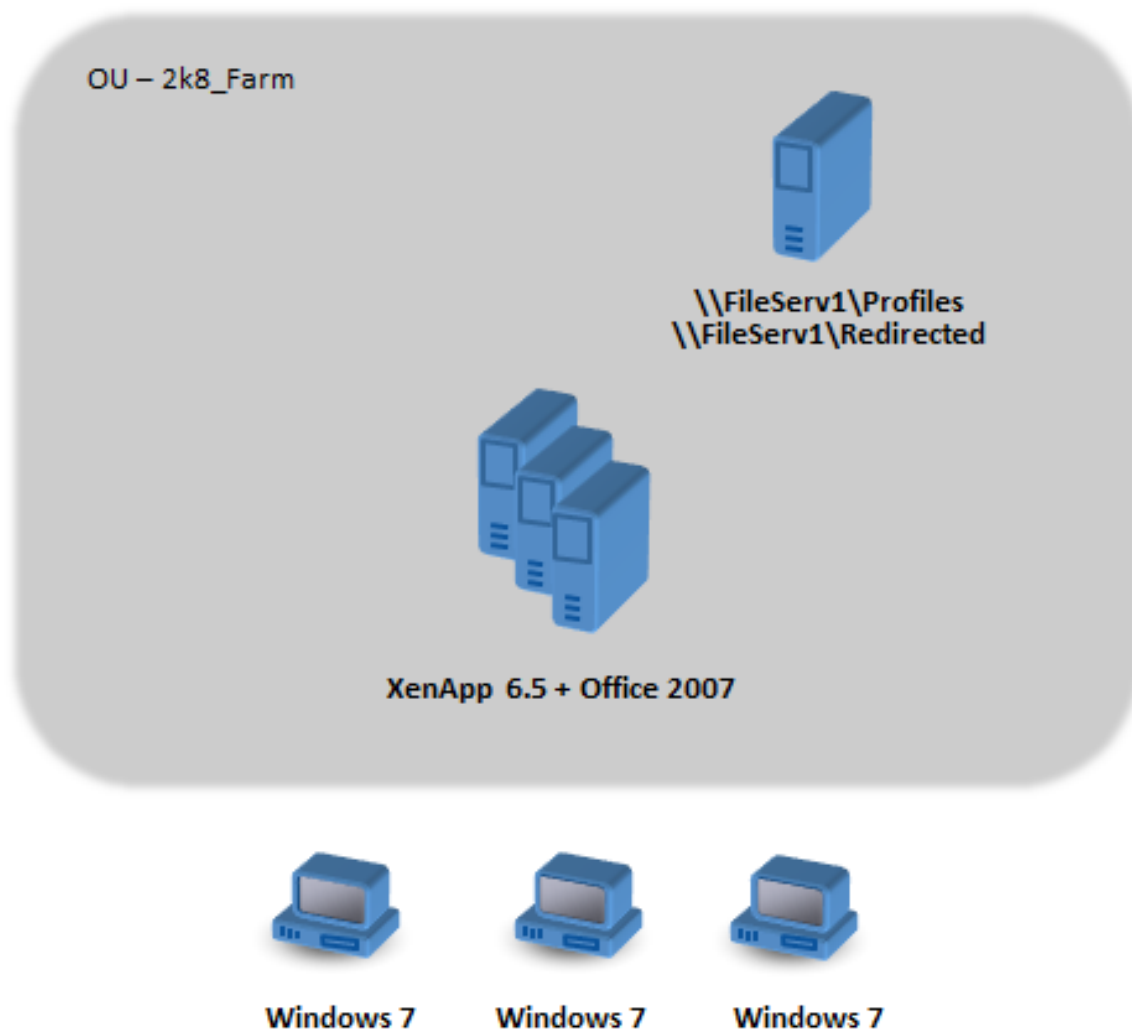 OU – 2k8_Farm
\\FileServ1\Profiles
\\FileServ1\Redirected
XenApp 6.5 + Office 2007
Windows 7
Windows 7
Windows 7